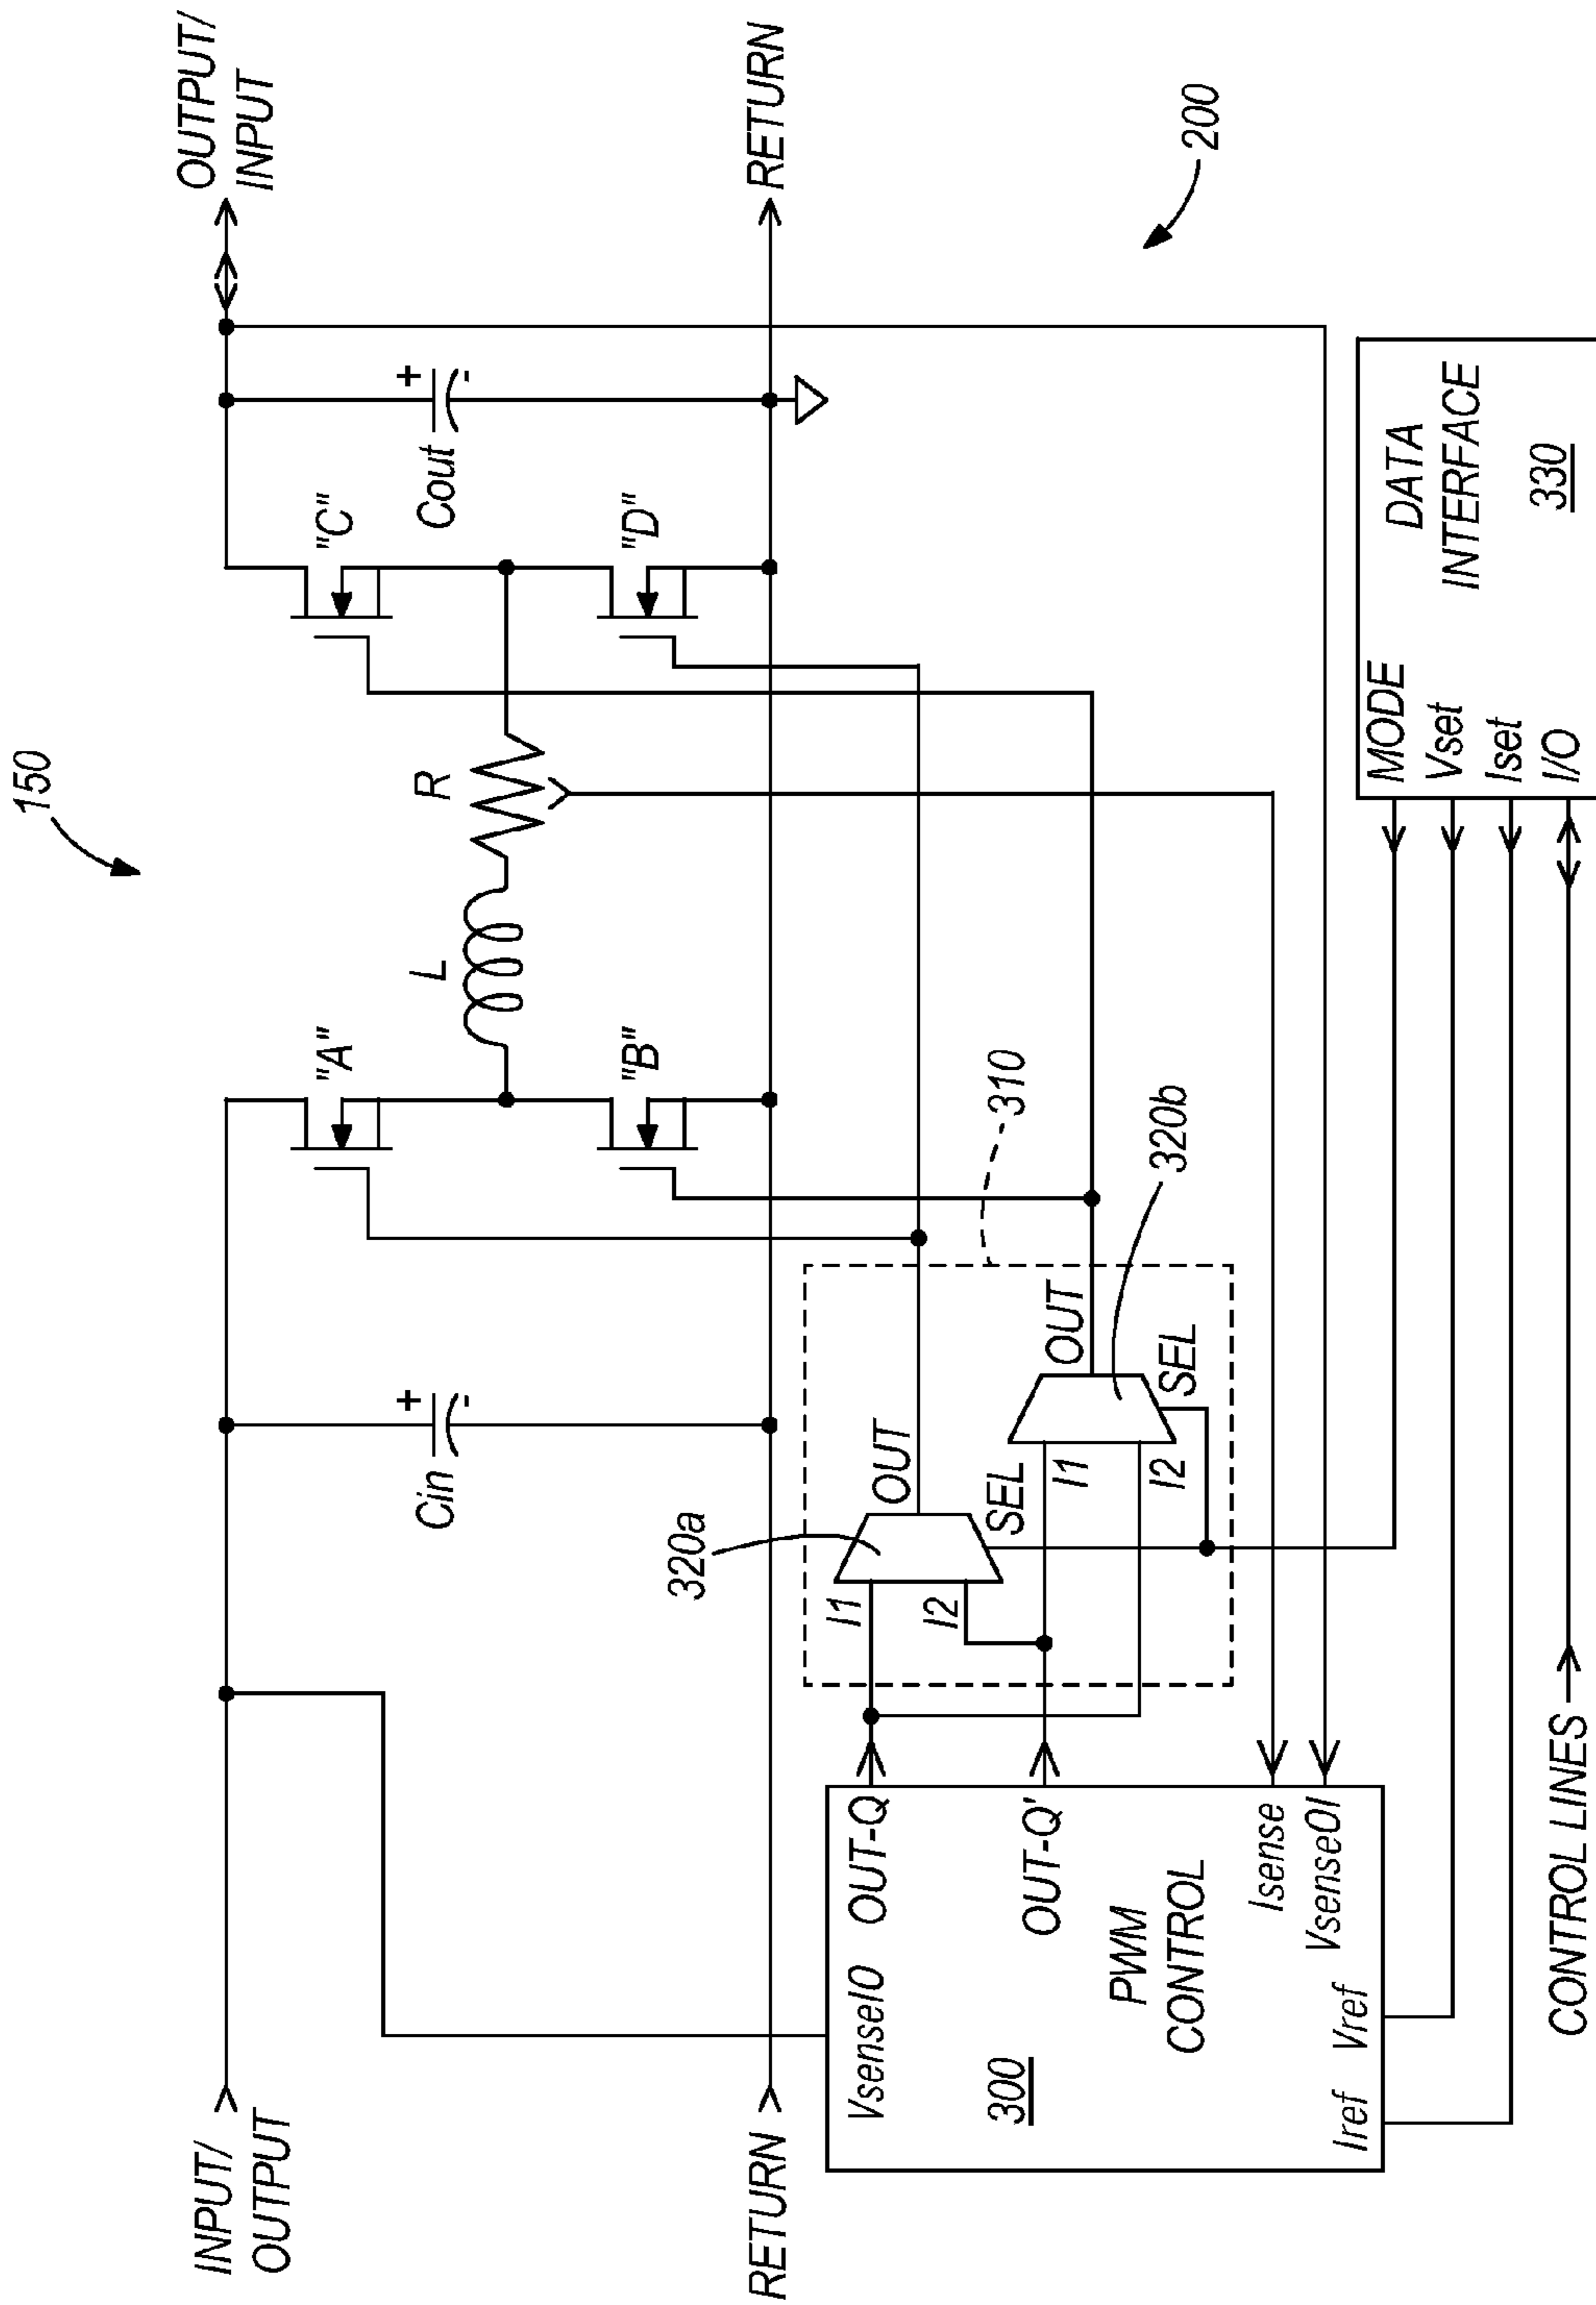 150
INPUT/
OUTPUT
OUTPUT/
INPUT
Cin
+
-
"A"
L
R
"C"
+
-
Cout
"B"
"D"
RETURN
RETURN
320a
310
200
VsenseIO
OUT-Q
I1
OUT
I2
SEL
300
OUT-Q'
I1
OUT
320b
PWM
CONTROL
I2
SEL
Isense
VsenseOI
Iref
Vref
MODE
Vset
Iset
I/O
DATA
INTERFACE
330
CONTROL LINES